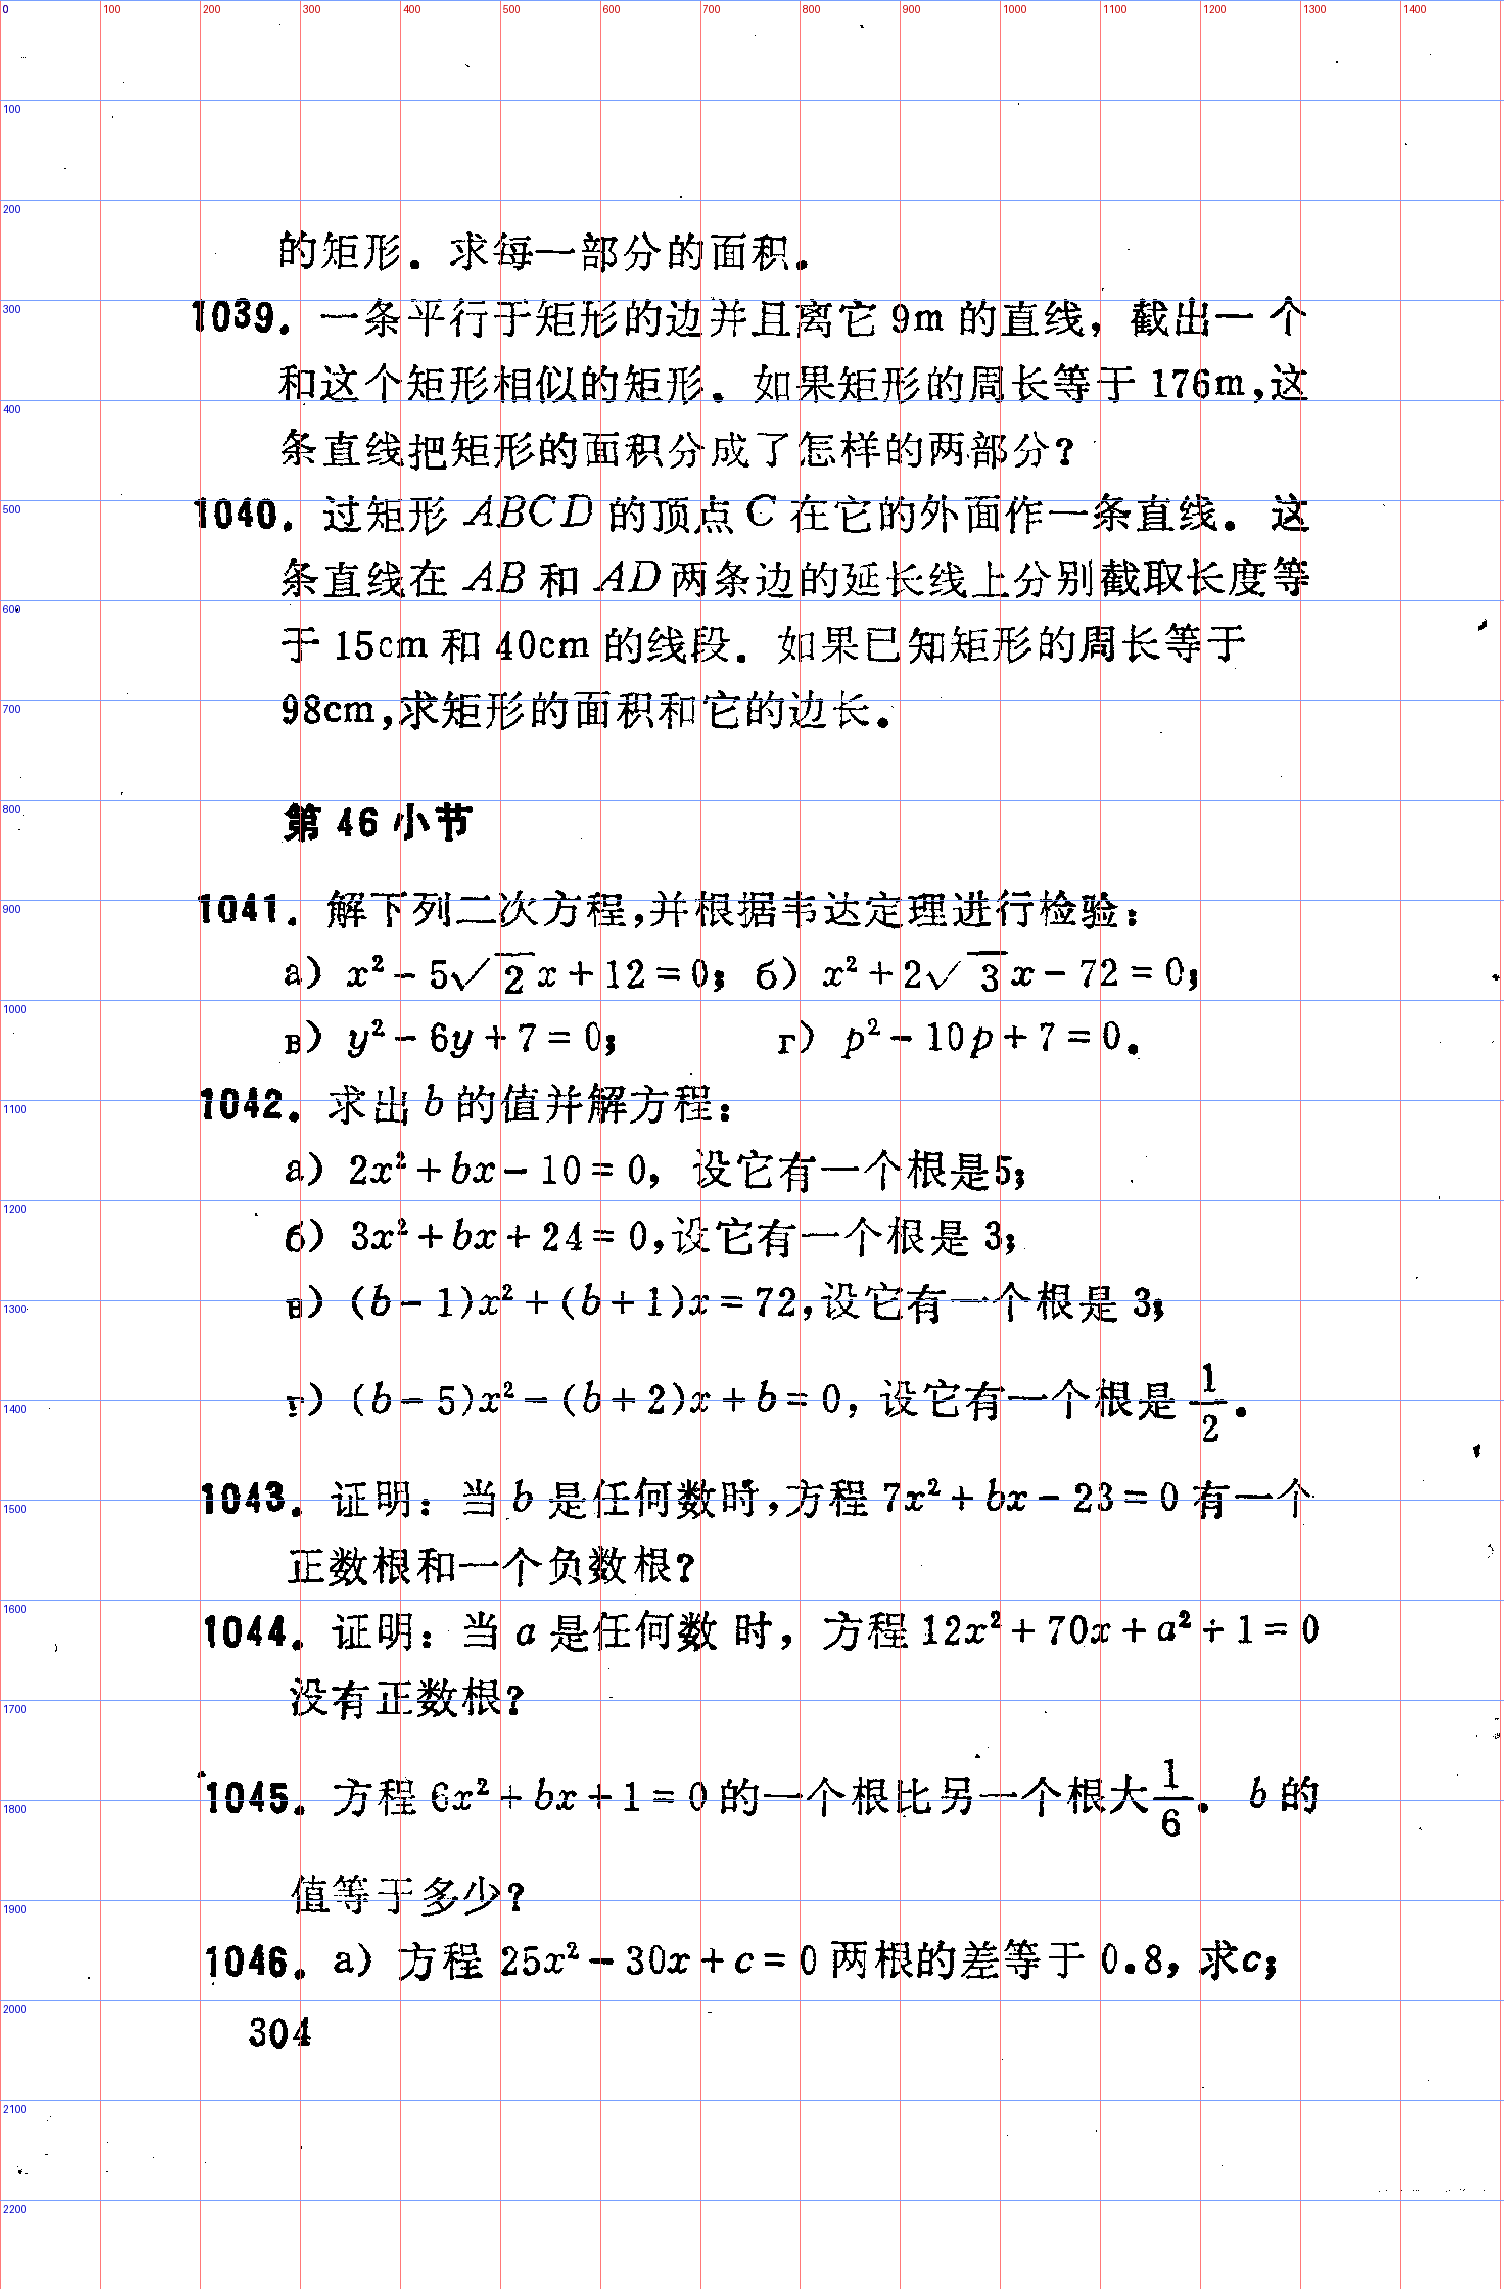 的矩形．求每一部分的面积．
1039．一条平行于矩形的边并且离它 9m 的直线，截出一个
和这个矩形相似的矩形．如果矩形的周长等于 176m,这
条直线把矩形的面积分成了怎样的两部分?
1040．过矩形 ABCD 的顶点 C 在它的外面作一条直线．这
条直线在 AB 和 AD 两条边的延长线上分别截取长度等
于 15cm 和 40cm 的线段．如果已知矩形的周长等于
98cm,求矩形的面积和它的边长．
第 46 小节
1041．解下列二次方程,并根据韦达定理进行检验：
а) x² − 5√2 x + 12 = 0; б) x² + 2√3 x − 72 = 0;
в) y² − 6y + 7 = 0; г) p² − 10p + 7 = 0.
1042．求出 b 的值并解方程：
а) 2x² + bx − 10 = 0, 设它有一个根是5;
б) 3x² + bx + 24 = 0,设它有一个根是 3;
в) (b − 1)x² + (b + 1)x = 72,设它有一个根是 3;
г) (b − 5)x² − (b + 2)x + b = 0, 设它有一个根是 1/2.
1043．证明：当 b 是任何数时,方程 7x² + bx − 23 = 0 有一个
正数根和一个负数根?
1044．证明：当 a 是任何数时，方程 12x² + 70x + a² + 1 = 0
没有正数根?
1045．方程 6x² + bx + 1 = 0 的一个根比另一个根大 1/6． b 的
值等于多少?
1046．а) 方程 25x² − 30x + c = 0 两根的差等于 0.8, 求c;
304